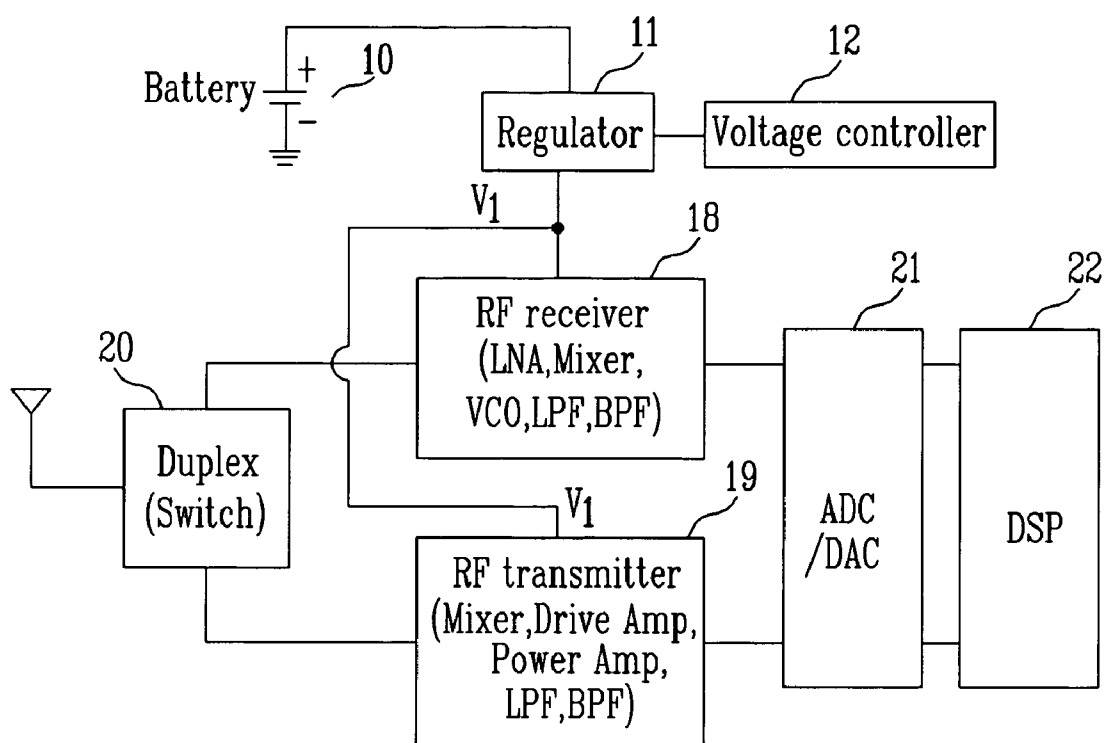 11
12
10
+
Battery
-
Regulator
Voltage controller
V1
18
21
22
RF receiver
(LNA,Mixer,
VCO,LPF,BPF)
20
Duplex
(Switch)
19
V1
ADC
/DAC
DSP
RF transmitter
(Mixer,Drive Amp,
Power Amp,
LPF,BPF)